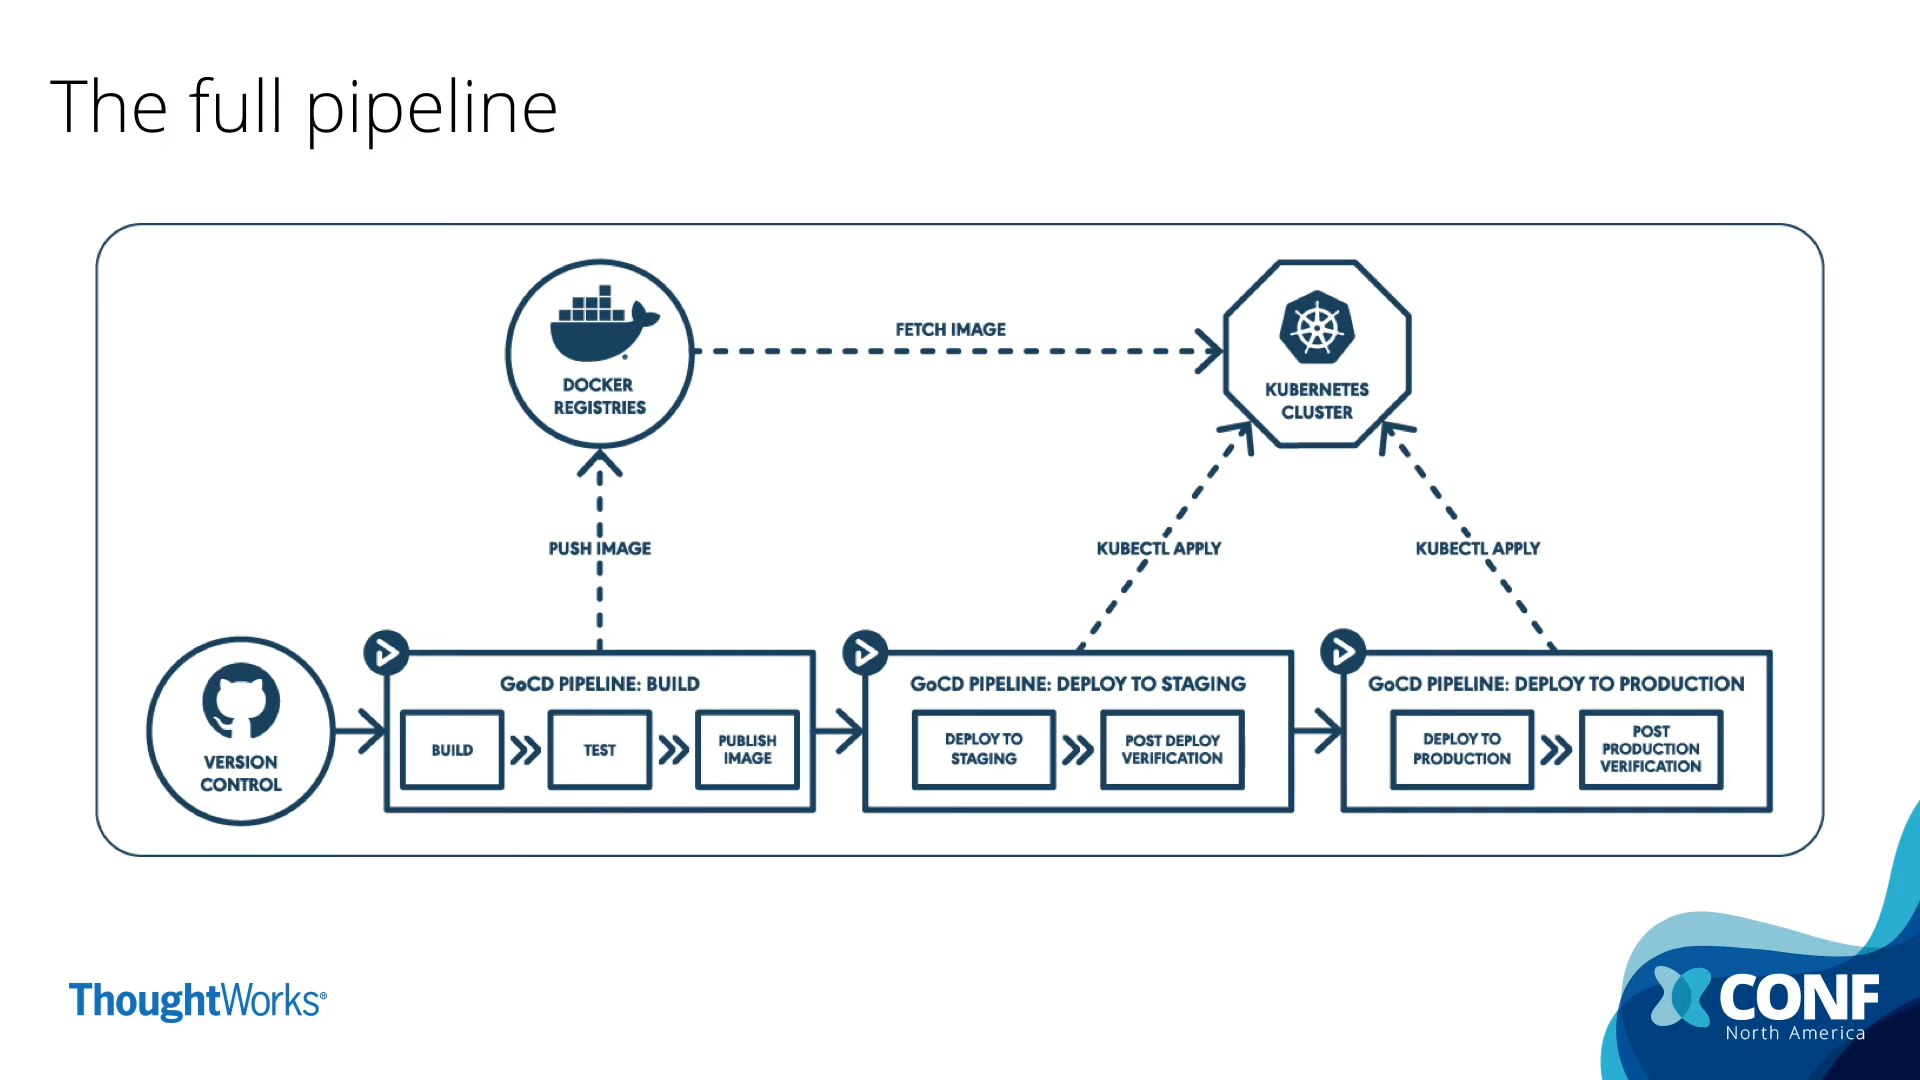 The full pipeline
DOCKER
REGISTRIES
FETCH IMAGE
KUBERNETES
CLUSTER
PUSH IMAGE
KUBECTL APPLY
KUBECTL APPLY
VERSION
CONTROL
GoCD PIPELINE: BUILD
BUILD
TEST
PUBLISH
IMAGE
GoCD PIPELINE: DEPLOY TO STAGING
DEPLOY TO
STAGING
POST DEPLOY
VERIFICATION
GoCD PIPELINE: DEPLOY TO PRODUCTION
DEPLOY TO
PRODUCTION
POST
PRODUCTION
VERIFICATION
ThoughtWorks®
XCONF
North America